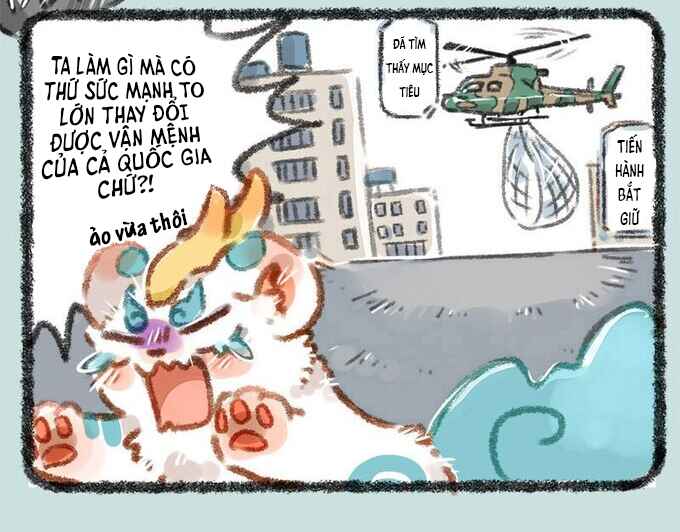 TA LÀM GÌ MÀ CÓ
THỨ SỨC MẠNH TO
LỚN THAY ĐỔI
ĐƯỢC VẬN MỆNH
CỦA CẢ QUỐC GIA
CHỨ?!
ảo vừa thôi
ĐÃ TÌM
THẤY MỤC
TIÊU
TIẾN
HÀNH
BẮT
GIỮ